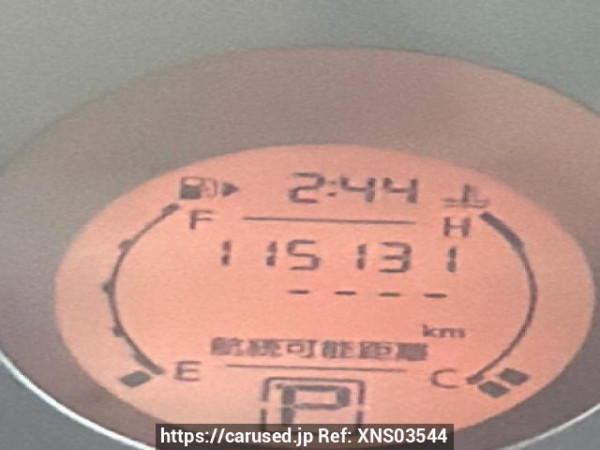 2:44
F H
115131
- - - -
km
航続可能距離
E C
P
https://carused.jp Ref: XNS03544